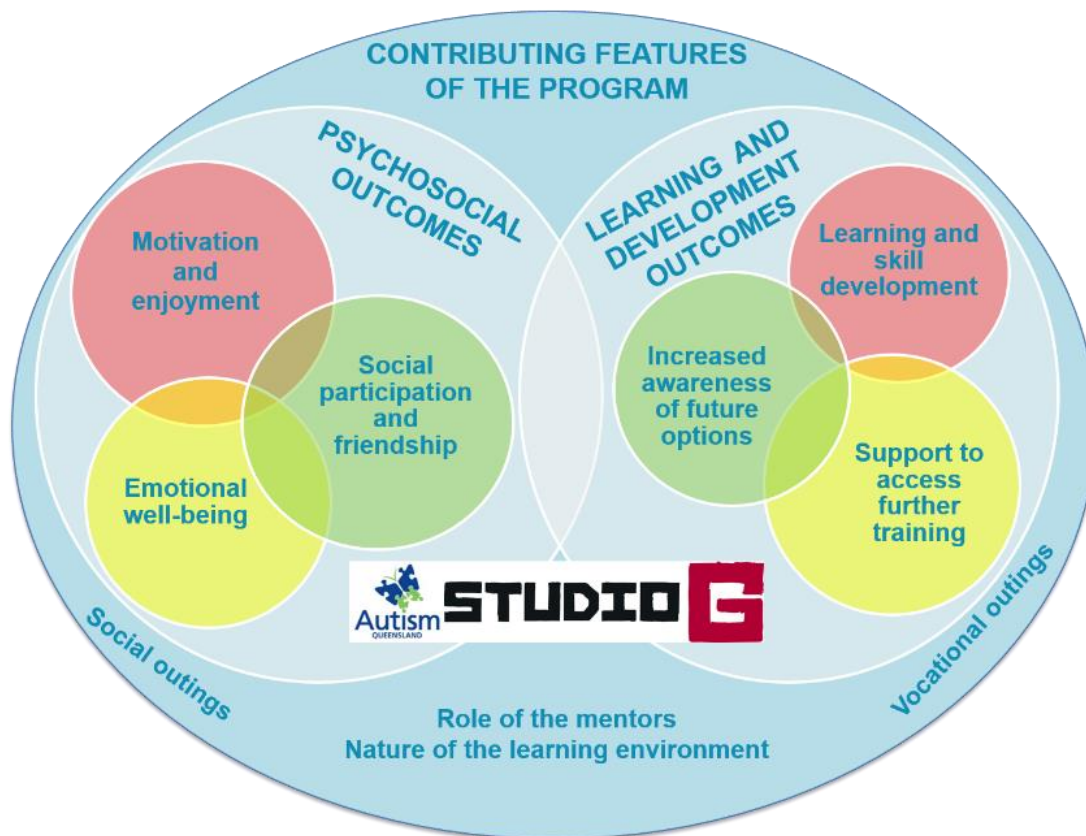 CONTRIBUTING FEATURES
OF THE PROGRAM
PSYCHOSOCIAL
OUTCOMES
LEARNING AND
DEVELOPMENT
OUTCOMES
Motivation
and
enjoyment
Social
participation
and
friendship
Emotional
well-being
Learning and
skill
development
Increased
awareness
of future
options
Support to
access
further
training
Autism
QUEENSLAND
STUDIO G
Social outings
Vocational outings
Role of the mentors
Nature of the learning environment